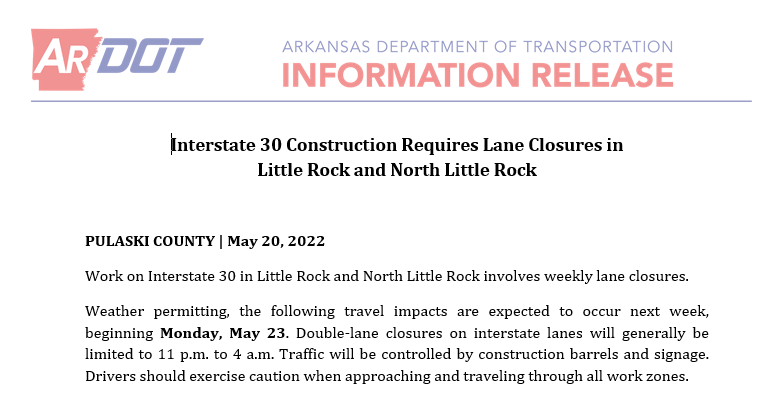 ARDOT
ARKANSAS DEPARTMENT OF TRANSPORTATION
INFORMATION RELEASE
Interstate 30 Construction Requires Lane Closures in
Little Rock and North Little Rock
PULASKI COUNTY | May 20, 2022
Work on Interstate 30 in Little Rock and North Little Rock involves weekly lane closures.
Weather permitting, the following travel impacts are expected to occur next week,
beginning Monday, May 23. Double-lane closures on interstate lanes will generally be
limited to 11 p.m. to 4 a.m. Traffic will be controlled by construction barrels and signage.
Drivers should exercise caution when approaching and traveling through all work zones.